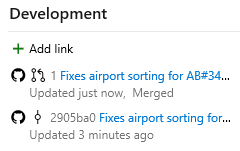 Development
+ Add link
1 Fixes airport sorting for AB#34...
Updated just now, Merged
2905ba0 Fixes airport sorting for...
Updated 3 minutes ago